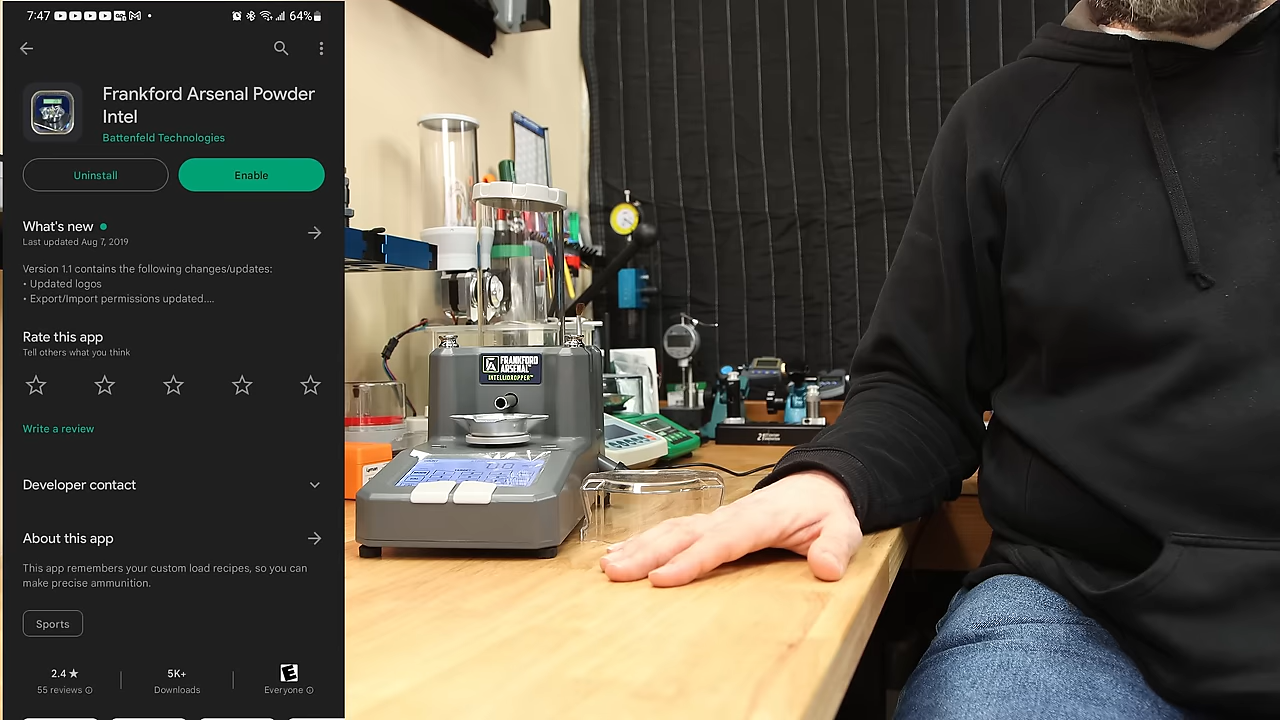 7:47
64%
Frankford Arsenal Powder
Intel
Battenfeld Technologies
Uninstall
Enable
What's new
Last updated Aug 7, 2019
Version 1.1 contains the following changes/updates:
• Updated logos
• Export/Import permissions updated....
Rate this app
Tell others what you think
Write a review
Developer contact
About this app
This app remembers your custom load recipes, so you can
make precise ammunition.
Sports
2.4 ★
55 reviews
5K+
Downloads
E
Everyone
FRANKFORD
ARSENAL
INTELLIDROPPER